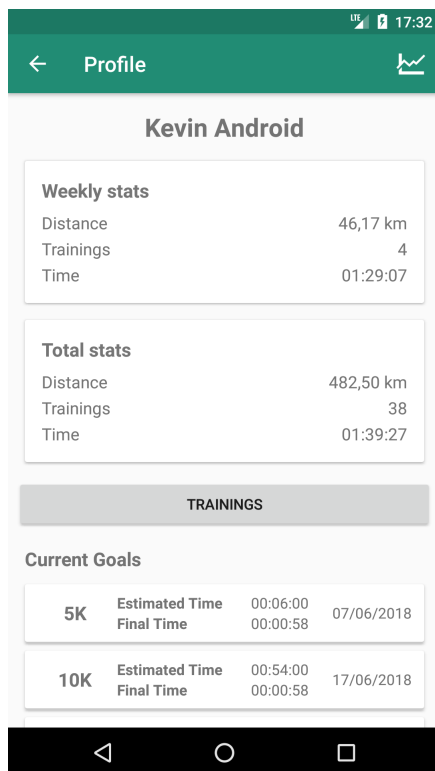 LTE 17:32
Profile
Kevin Android
Weekly stats
Distance 46,17 km
Trainings 4
Time 01:29:07
Total stats
Distance 482,50 km
Trainings 38
Time 01:39:27
TRAININGS
Current Goals
5K Estimated Time 00:06:00 07/06/2018
Final Time 00:00:58
10K Estimated Time 00:54:00 17/06/2018
Final Time 00:00:58